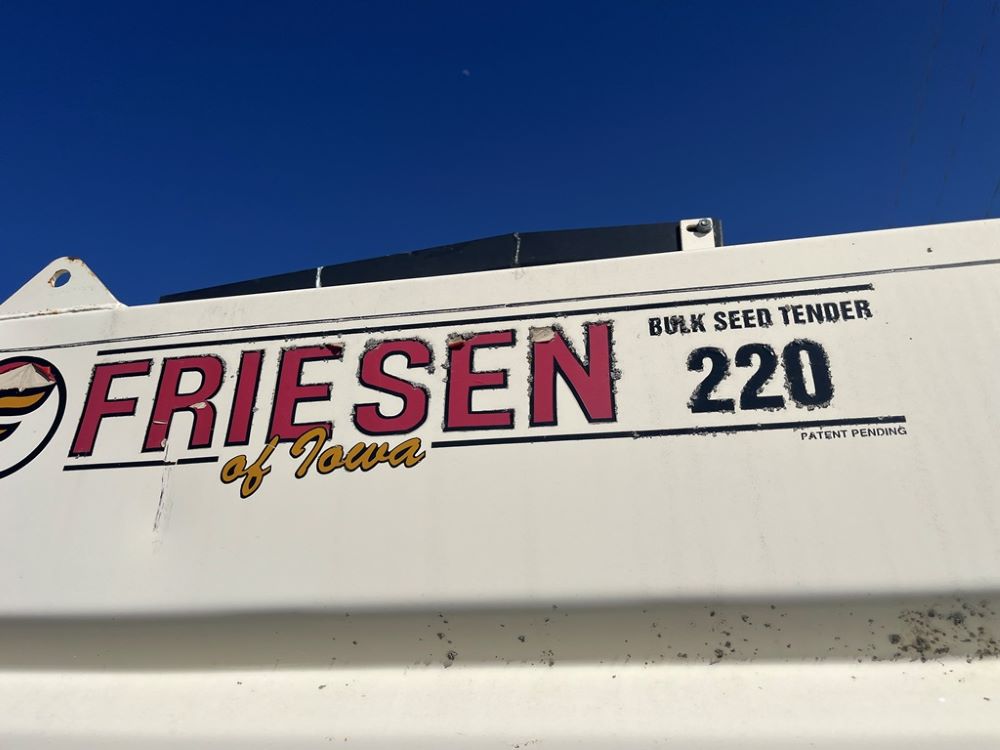 FRIESEN
of Iowa
BULK SEED TENDER
220
PATENT PENDING